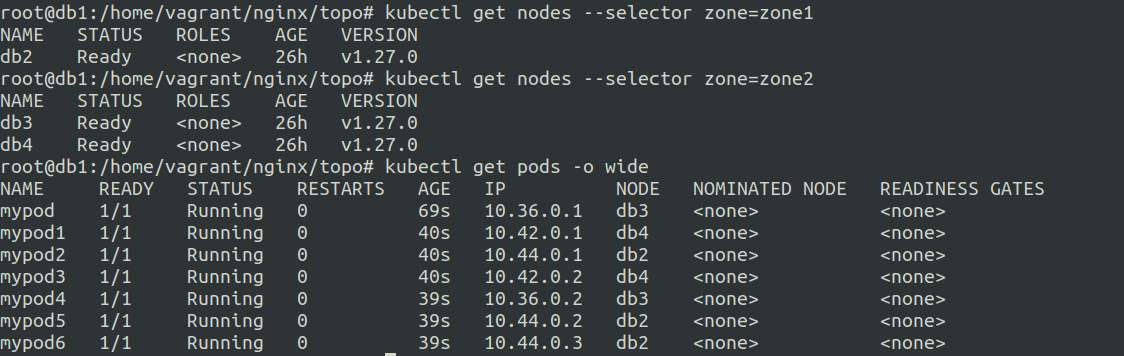 root@db1:/home/vagrant/nginx/topo# kubectl get nodes --selector zone=zone1
NAME   STATUS   ROLES    AGE   VERSION
db2    Ready    <none>   26h   v1.27.0
root@db1:/home/vagrant/nginx/topo# kubectl get nodes --selector zone=zone2
NAME   STATUS   ROLES    AGE   VERSION
db3    Ready    <none>   26h   v1.27.0
db4    Ready    <none>   26h   v1.27.0
root@db1:/home/vagrant/nginx/topo# kubectl get pods -o wide
NAME     READY   STATUS    RESTARTS   AGE   IP          NODE   NOMINATED NODE   READINESS GATES
mypod    1/1     Running   0          69s   10.36.0.1   db3    <none>           <none>
mypod1   1/1     Running   0          40s   10.42.0.1   db4    <none>           <none>
mypod2   1/1     Running   0          40s   10.44.0.1   db2    <none>           <none>
mypod3   1/1     Running   0          40s   10.42.0.2   db4    <none>           <none>
mypod4   1/1     Running   0          39s   10.36.0.2   db3    <none>           <none>
mypod5   1/1     Running   0          39s   10.44.0.2   db2    <none>           <none>
mypod6   1/1     Running   0          39s   10.44.0.3   db2    <none>           <none>